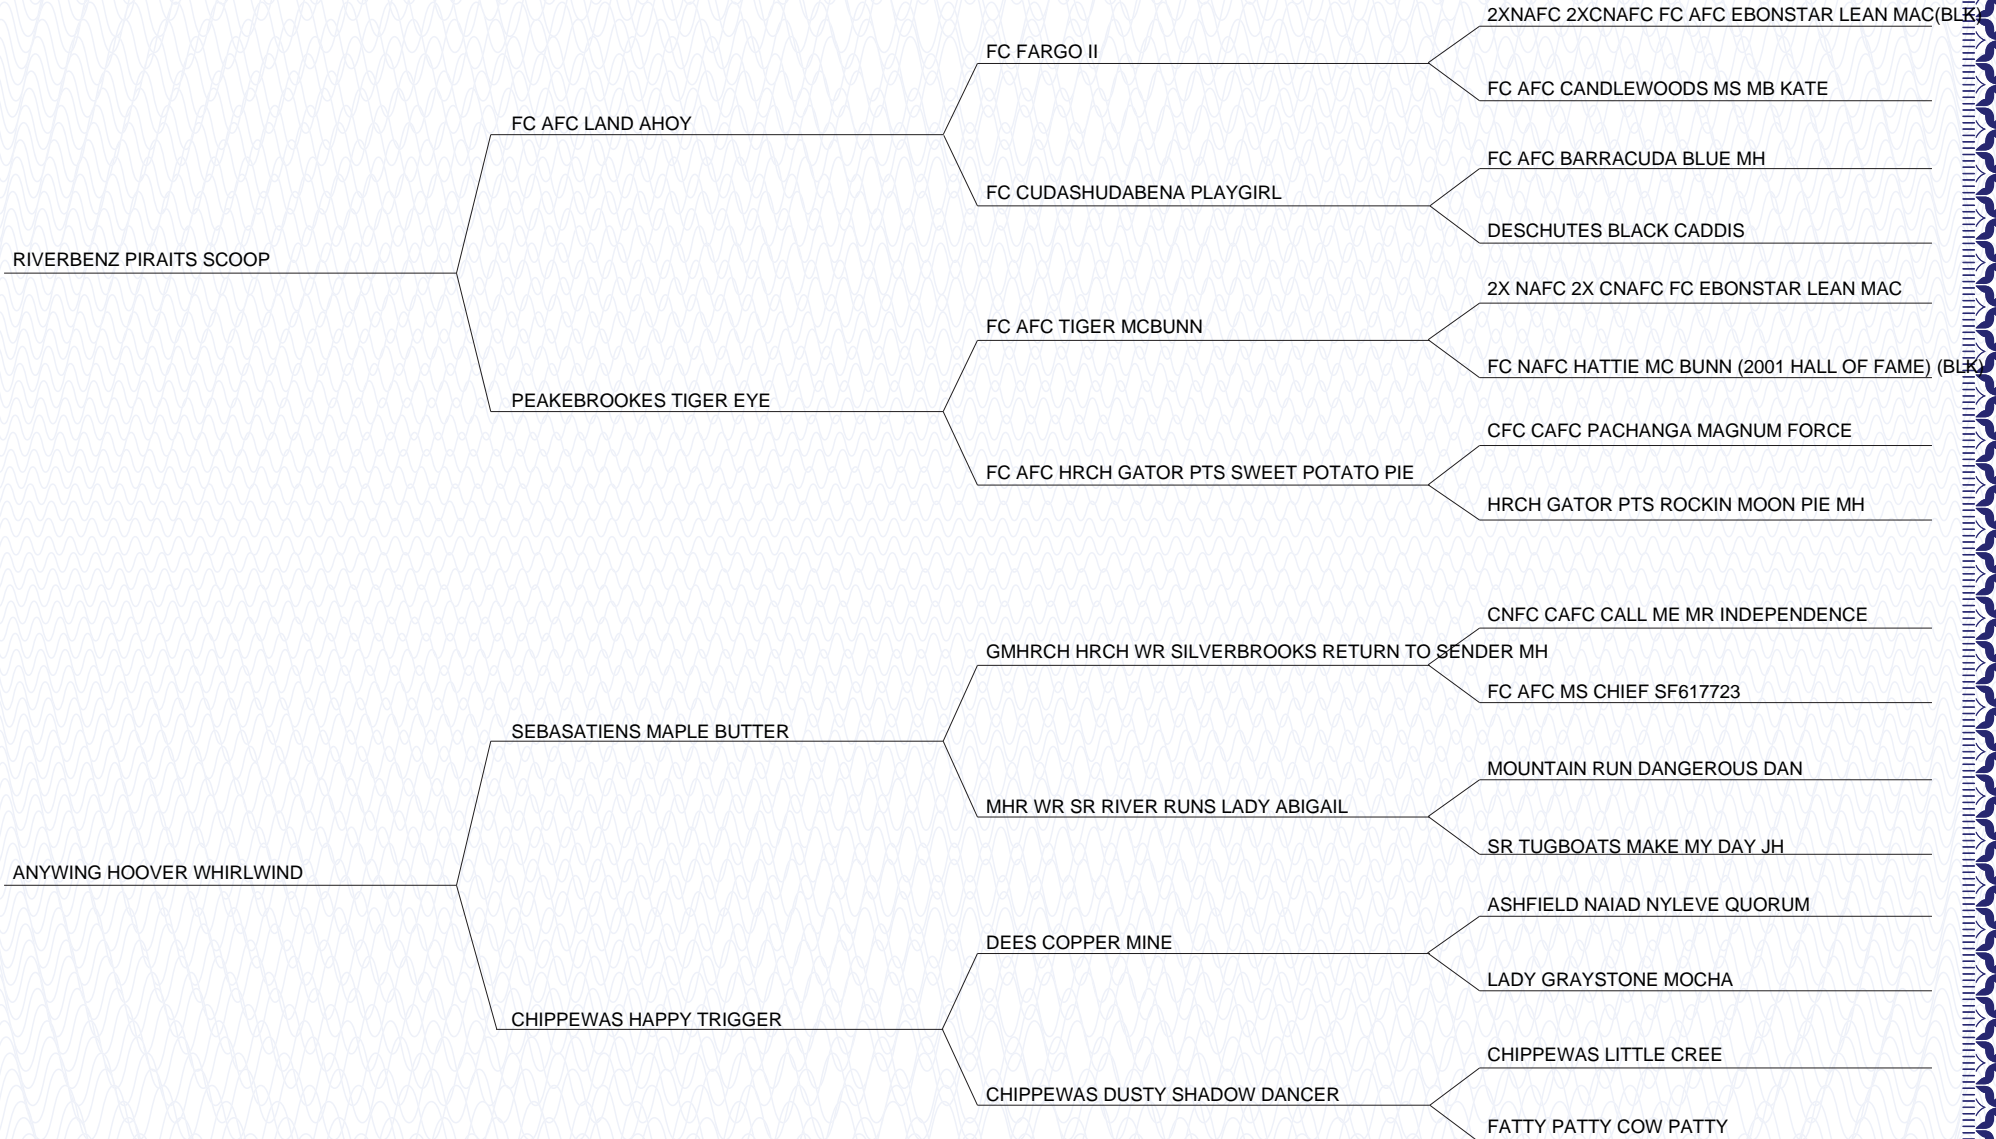 2XNAFC 2XCNAFC FC AFC EBONSTAR LEAN MAC(BLK)
FC FARGO II
FC AFC CANDLEWOODS MS MB KATE
FC AFC LAND AHOY
FC AFC BARRACUDA BLUE MH
FC CUDASHUDABENA PLAYGIRL
DESCHUTES BLACK CADDIS
RIVERBENZ PIRAITS SCOOP
2X NAFC 2X CNAFC FC EBONSTAR LEAN MAC
FC AFC TIGER MCBUNN
FC NAFC HATTIE MC BUNN (2001 HALL OF FAME) (BLK)
PEAKEBROOKES TIGER EYE
CFC CAFC PACHANGA MAGNUM FORCE
FC AFC HRCH GATOR PTS SWEET POTATO PIE
HRCH GATOR PTS ROCKIN MOON PIE MH
CNFC CAFC CALL ME MR INDEPENDENCE
GMHRCH HRCH WR SILVERBROOKS RETURN TO SENDER MH
FC AFC MS CHIEF SF617723
SEBASATIENS MAPLE BUTTER
MOUNTAIN RUN DANGEROUS DAN
MHR WR SR RIVER RUNS LADY ABIGAIL
SR TUGBOATS MAKE MY DAY JH
ANYWING HOOVER WHIRLWIND
ASHFIELD NAIAD NYLEVE QUORUM
DEES COPPER MINE
LADY GRAYSTONE MOCHA
CHIPPEWAS HAPPY TRIGGER
CHIPPEWAS LITTLE CREE
CHIPPEWAS DUSTY SHADOW DANCER
FATTY PATTY COW PATTY